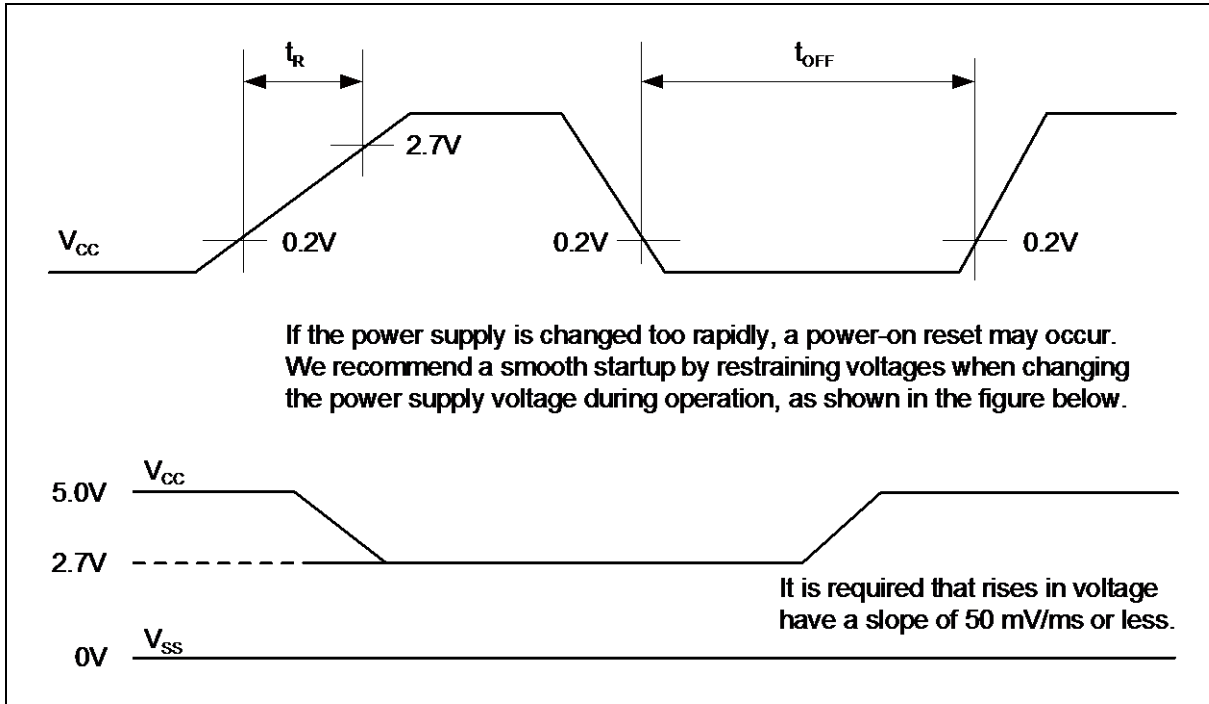 tR
tOFF
2.7V
VCC
0.2V
0.2V
0.2V
If the power supply is changed too rapidly, a power-on reset may occur.
We recommend a smooth startup by restraining voltages when changing
the power supply voltage during operation, as shown in the figure below.
VCC
5.0V
2.7V
It is required that rises in voltage
have a slope of 50 mV/ms or less.
VSS
0V